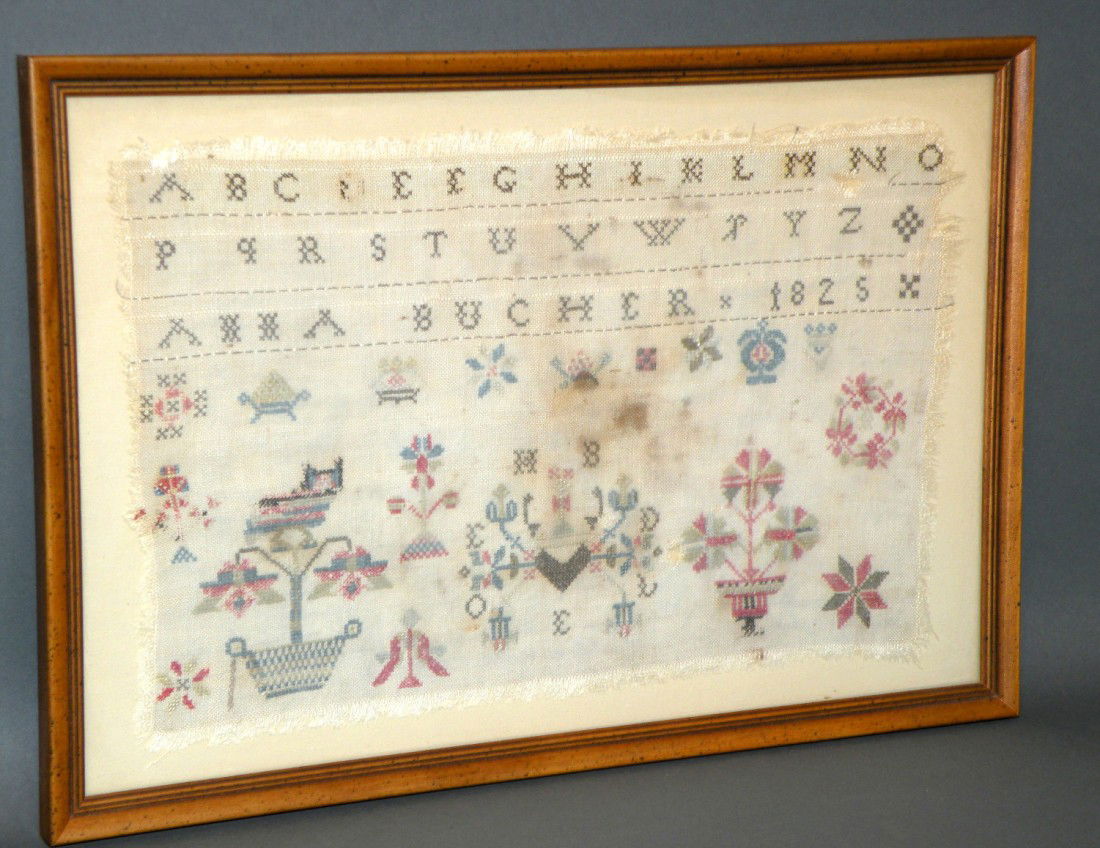 A B C D E F G H I K L M N O
P q R S T U V W X Y Z
ANNA BUCHER × 1825
H B
E D
O
E